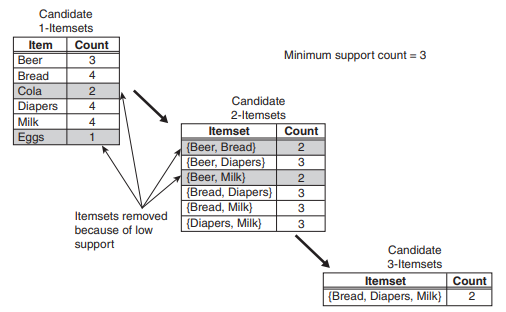 Candidate
1-Itemsets
Item Count
Beer 3
Bread 4
Cola 2
Diapers 4
Milk 4
Eggs 1
Minimum support count = 3
Candidate
2-Itemsets
Itemset Count
{Beer, Bread} 2
{Beer, Diapers} 3
{Beer, Milk} 2
{Bread, Diapers} 3
{Bread, Milk} 3
{Diapers, Milk} 3
Itemsets removed
because of low
support
Candidate
3-Itemsets
Itemset Count
{Bread, Diapers, Milk} 2